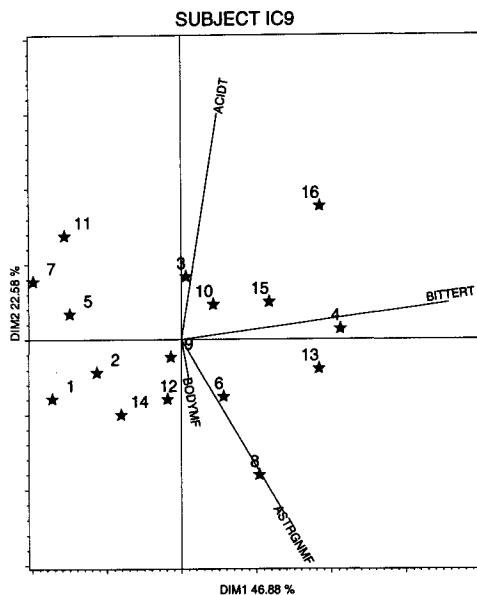 SUBJECT IC9
ACIDT
16
11
7
3
10
15
BITTERT
5
4
DIM2 22.58 %
9
13
2
1
12
6
BODYMF
14
8
ASTRGNMF
DIM1 46.88 %